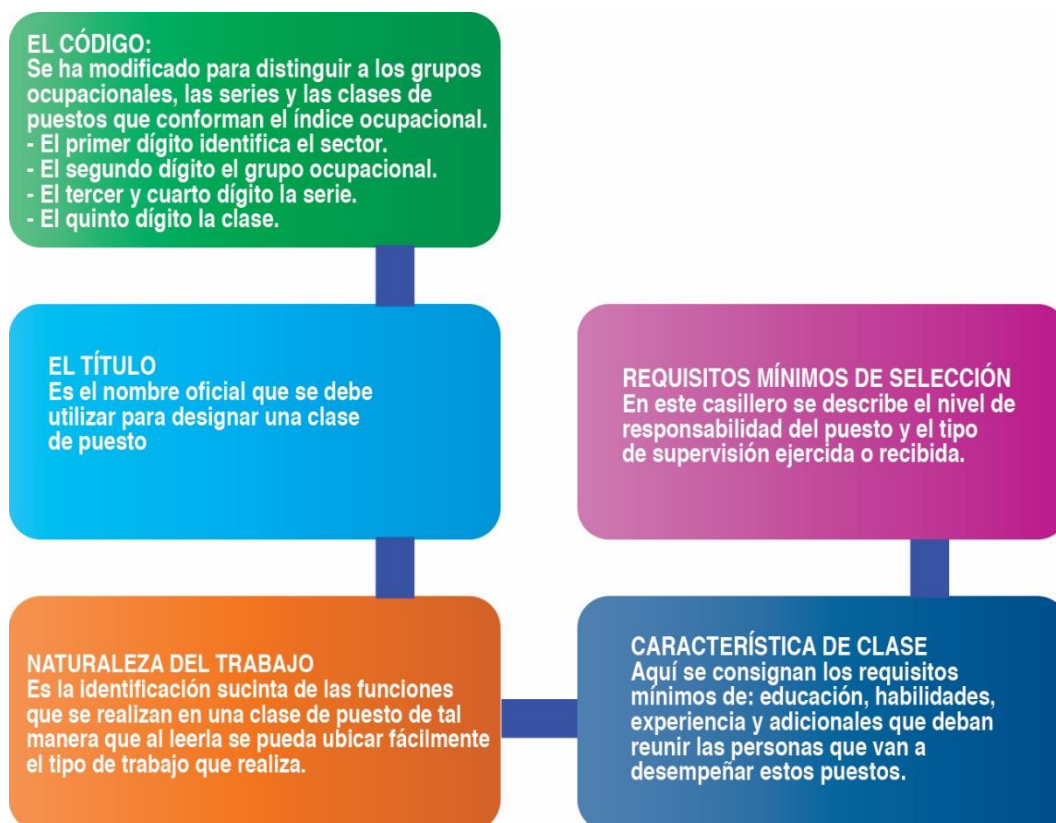 EL CÓDIGO:
Se ha modificado para distinguir a los grupos
ocupacionales, las series y las clases de
puestos que conforman el índice ocupacional.
- El primer dígito identifica el sector.
- El segundo dígito el grupo ocupacional.
- El tercer y cuarto dígito la serie.
- El quinto dígito la clase.
EL TÍTULO
Es el nombre oficial que se debe
utilizar para designar una clase
de puesto
NATURALEZA DEL TRABAJO
Es la identificación sucinta de las funciones
que se realizan en una clase de puesto de tal
manera que al leerla se pueda ubicar fácilmente
el tipo de trabajo que realiza.
CARACTERÍSTICA DE CLASE
Aquí se consignan los requisitos
mínimos de: educación, habilidades,
experiencia y adicionales que deban
reunir las personas que van a
desempeñar estos puestos.
REQUISITOS MÍNIMOS DE SELECCIÓN
En este casillero se describe el nivel de
responsabilidad del puesto y el tipo
de supervisión ejercida o recibida.